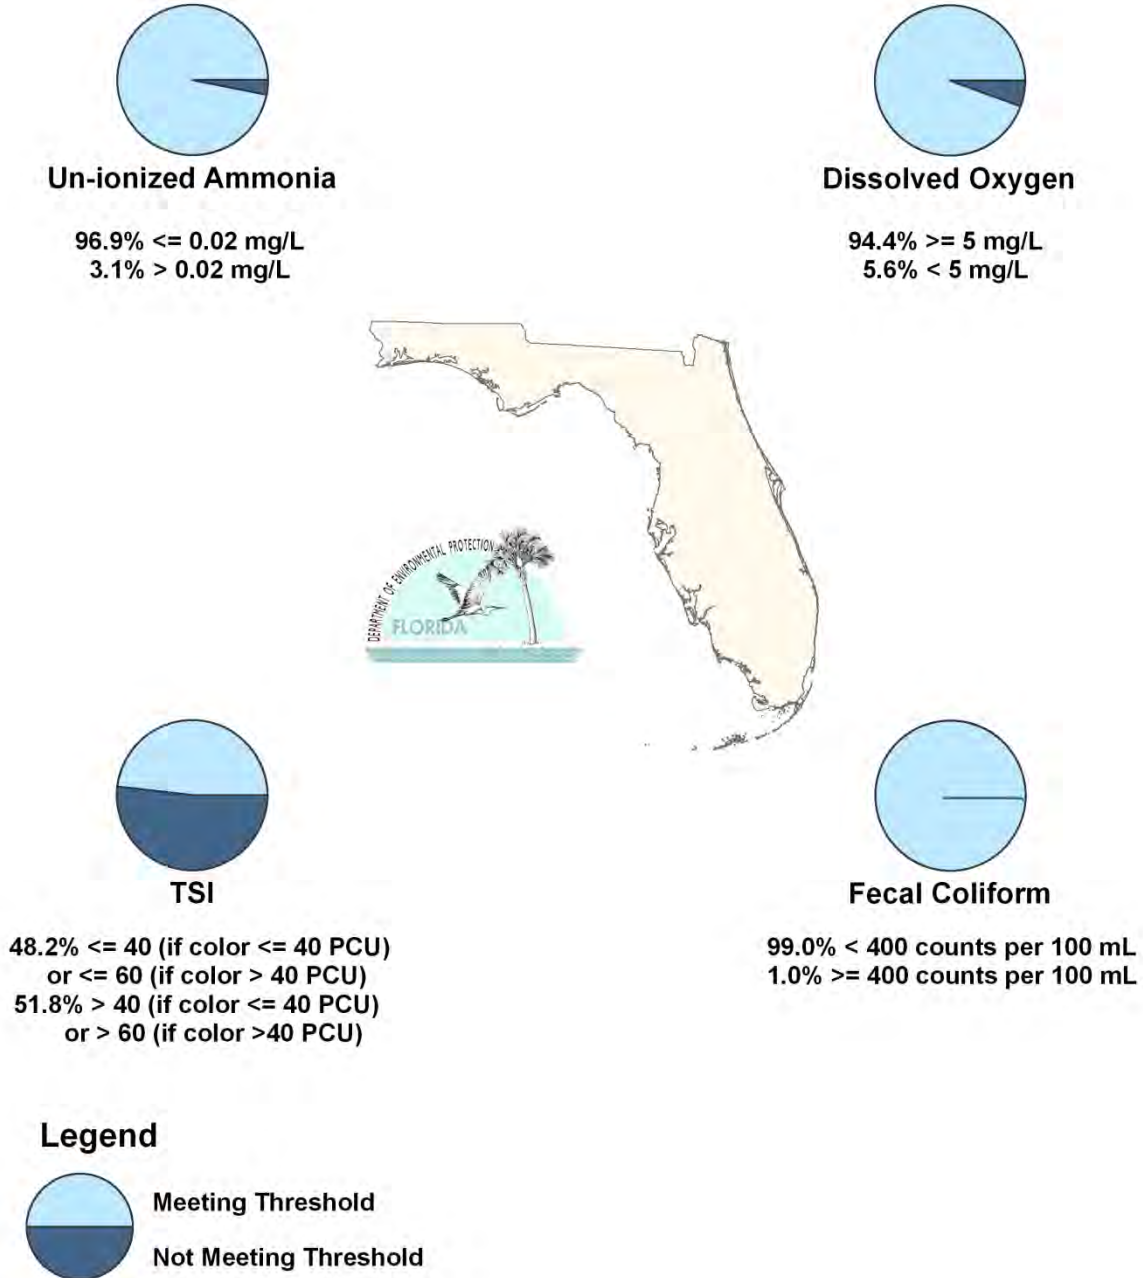 Un-ionized Ammonia
96.9% <= 0.02 mg/L
3.1% > 0.02 mg/L
Dissolved Oxygen
94.4% >= 5 mg/L
5.6% < 5 mg/L
DEPARTMENT OF ENVIRONMENTAL PROTECTION
FLORIDA
TSI
48.2% <= 40 (if color <= 40 PCU)
or <= 60 (if color > 40 PCU)
51.8% > 40 (if color <= 40 PCU)
or > 60 (if color >40 PCU)
Fecal Coliform
99.0% < 400 counts per 100 mL
1.0% >= 400 counts per 100 mL
Legend
Meeting Threshold
Not Meeting Threshold